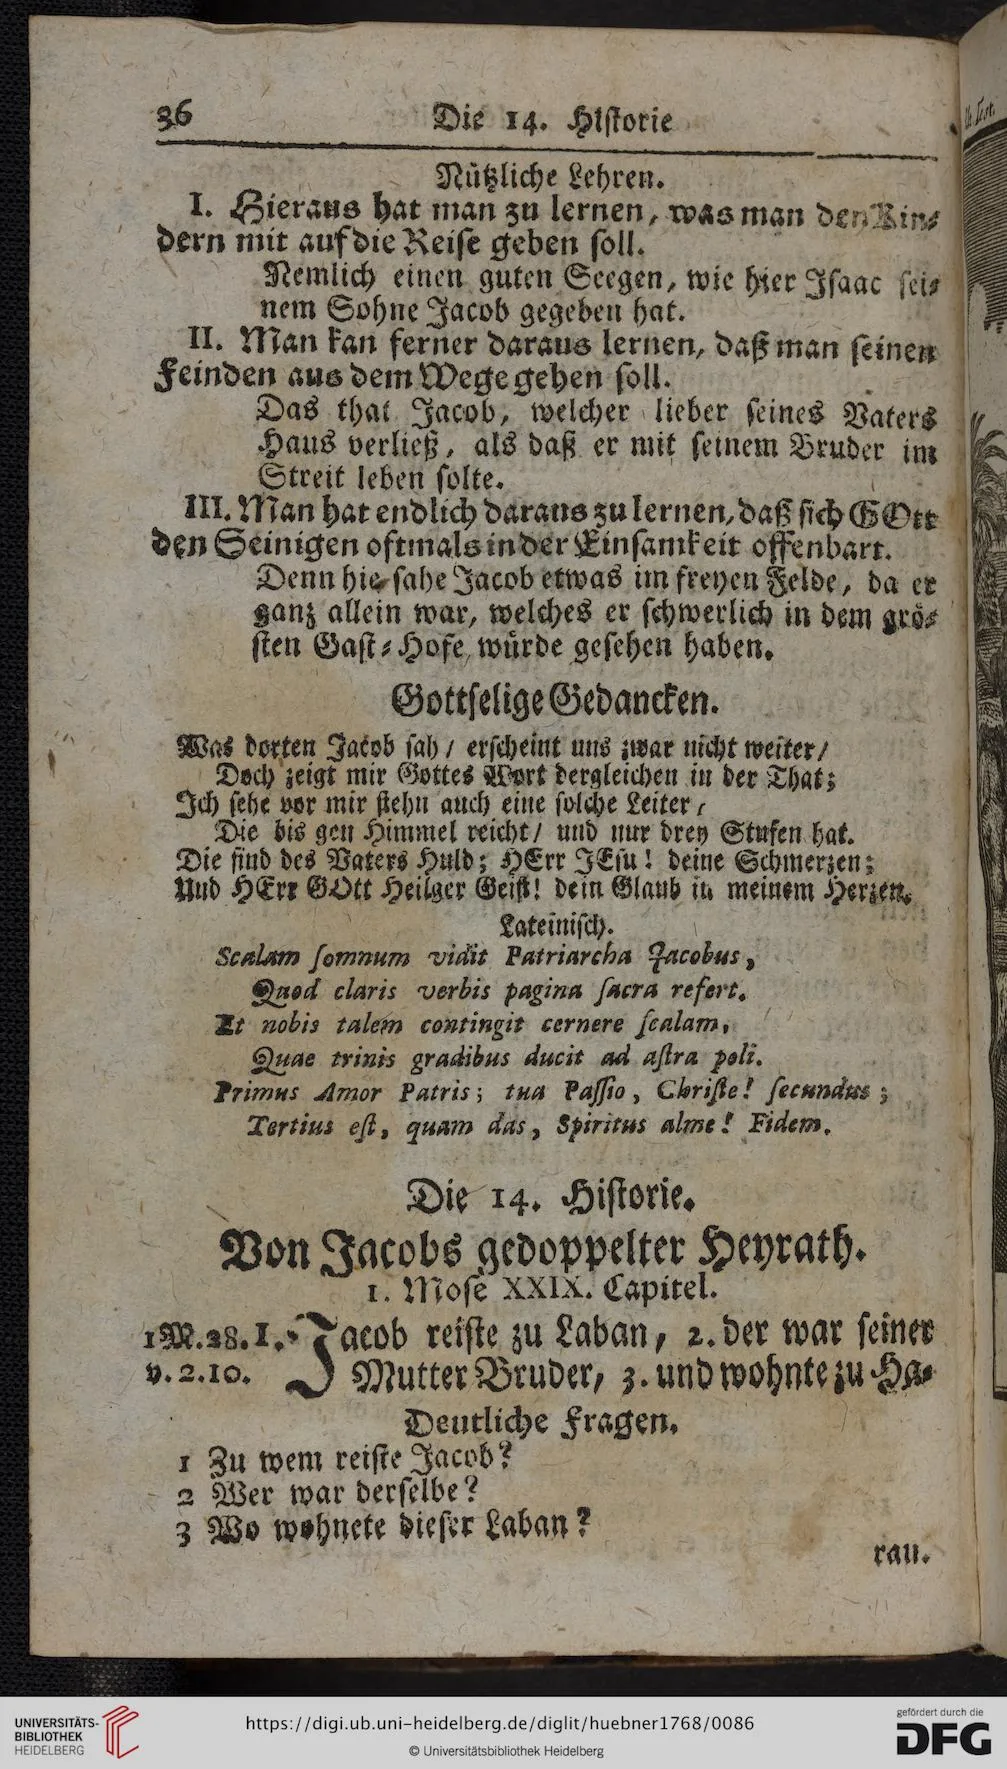 36 Die 14. Historie
Nützliche Lehren.
I. Hieraus hat man zu lernen, was man den Kin-
dern mit auf die Reise geben soll.
Nemlich einen guten Seegen, wie hier Isaac sei-
nem Sohne Jacob gegeben hat.
II. Man kan ferner daraus lernen, daß man seinen
Feinden aus dem Wege gehen soll.
Das that Jacob, welcher lieber seines Vaters
Haus verließ, als daß er mit seinem Bruder im
Streit leben solte.
III. Man hat endlich daraus zu lernen, daß sich GOtt
den Seinigen oftmals in der Einsamkeit offenbart.
Denn hie sahe Jacob etwas im freyen Felde, da er
ganz allein war, welches er schwerlich in dem grö-
sten Gast-Hofe würde gesehen haben.
Gottselige Gedancken.
Was dorten Jacob sah / erscheint uns zwar nicht weiter /
Doch zeigt mir Gottes Wort dergleichen in der That;
Ich sehe vor mir stehn auch eine solche Leiter,
Die bis gen Himmel reicht / und nur drey Stufen hat.
Die sind des Vaters Huld; HErr JEsu! deine Schmerzen;
Und HErr GOtt Heilger Geist! dein Glaub in meinem Herzen.
Lateinisch.
Scalam somnum vidit Patriarcha Jacobus,
Quod claris verbis pagina sacra refert.
Et nobis talem contingit cernere scalam,
Quae trinis gradibus ducit ad astra poli.
Primus Amor Patris; tua Passio, Christe! secundus;
Tertius est, quam das, Spiritus alme! Fidem.
Die 14. Historie.
Von Jacobs gedoppelter Heyrath.
1. Mose XXIX. Capitel.
1 M. 28. I. Jacob reiste zu Laban, 2. der war seiner
v. 2. 10. Mutter Bruder, 3. und wohnte zu Ha-
Deutliche Fragen.
1 Zu wem reiste Jacob?
2 Wer war derselbe?
3 Wo wohnete dieser Laban?
ran.
UNIVERSITÄTS-
BIBLIOTHEK
HEIDELBERG
https://digi.ub.uni-heidelberg.de/diglit/huebner1768/0086
© Universitätsbibliothek Heidelberg
gefördert durch die
DFG